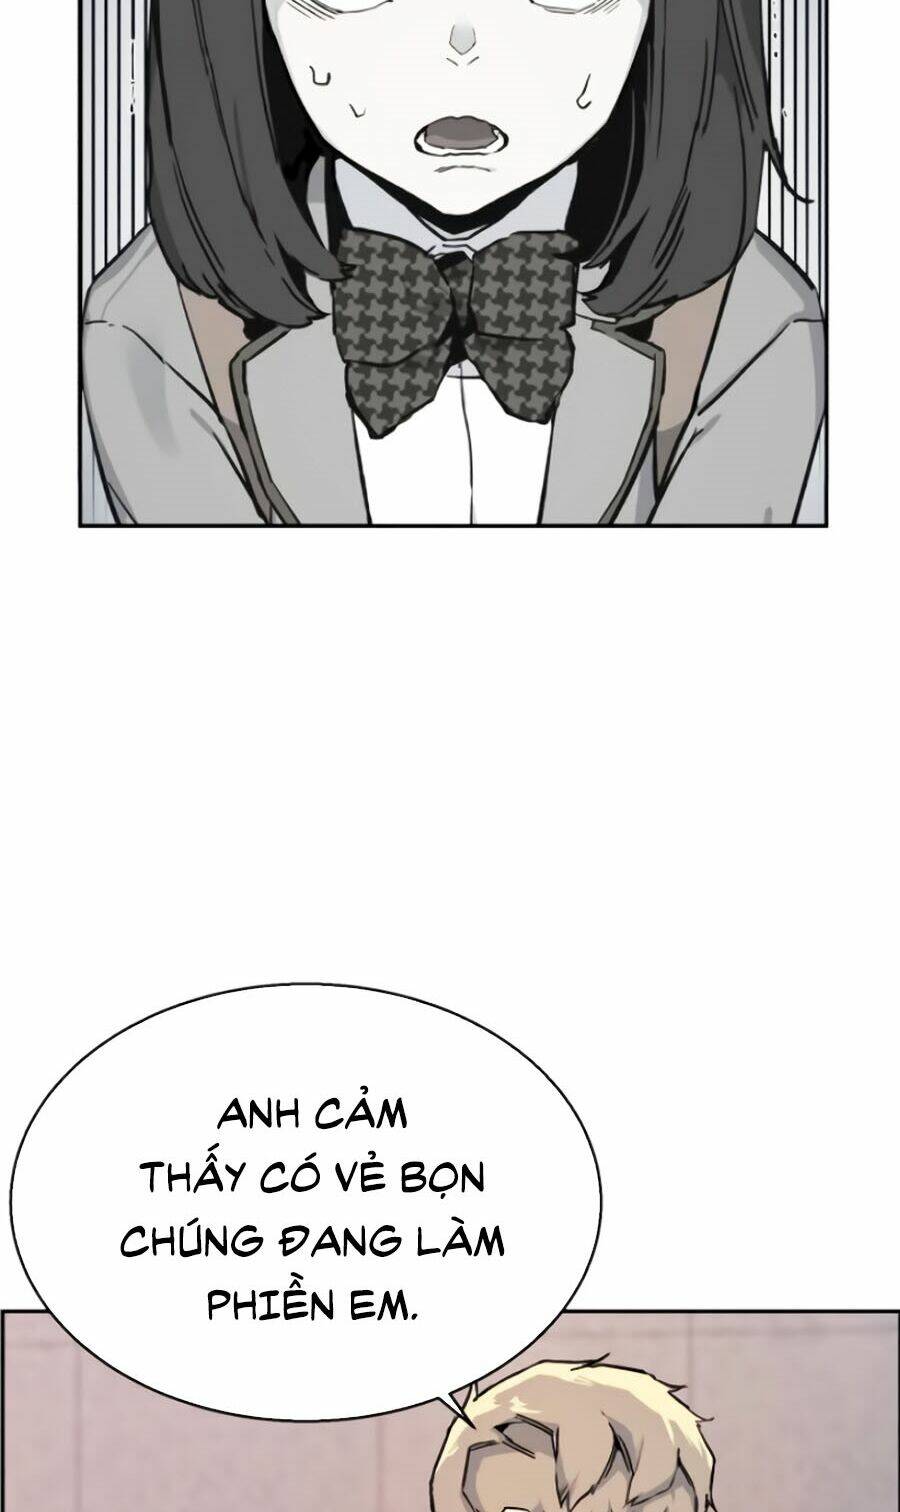 ANH CẢM
THẤY CÓ VẺ BỌN
CHÚNG ĐANG LÀM
PHIỀN EM.